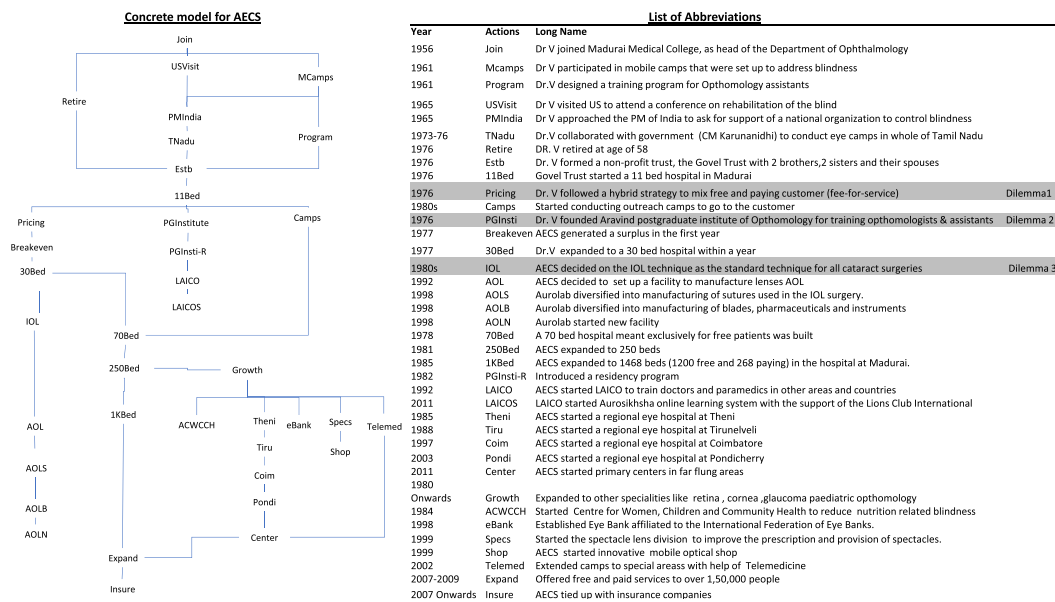 Concrete model for AECS
Join
USVisit
MCamps
Retire
PMIndia
Program
TNadu
Estb
11Bed
Pricing
PGInstitute
Camps
Breakeven
PGInsti-R
30Bed
LAICO
LAICOS
IOL
70Bed
250Bed
Growth
1KBed
AOL
ACWCCH
Theni
eBank
Specs
Telemed
Tiru
Shop
AOLS
Coim
Pondi
AOLB
AOLN
Center
Expand
Insure
List of Abbreviations
Year Actions Long Name
1956 Join Dr V joined Madurai Medical College, as head of the Department of Ophthalmology
1961 Mcamps Dr V participated in mobile camps that were set up to address blindness
1961 Program Dr.V designed a training program for Opthomology assistants
1965 USVisit Dr V visited US to attend a conference on rehabilitation of the blind
1965 PMIndia Dr V approached the PM of India to ask for support of a national organization to control blindness
1973-76 TNadu Dr.V collaborated with government (CM Karunanidhi) to conduct eye camps in whole of Tamil Nadu
1976 Retire DR. V retired at age of 58
1976 Estb Dr. V formed a non-profit trust, the Govel Trust with 2 brothers,2 sisters and their spouses
1976 11Bed Govel Trust started a 11 bed hospital in Madurai
1976 Pricing Dr. V followed a hybrid strategy to mix free and paying customer (fee-for-service) Dilemma1
1980s Camps Started conducting outreach camps to go to the customer
1976 PGInsti Dr. V founded Aravind postgraduate institute of Opthomology for training opthomologists & assistants Dilemma 2
1977 Breakeven AECS generated a surplus in the first year
1977 30Bed Dr.V expanded to a 30 bed hospital within a year
1980s IOL AECS decided on the IOL technique as the standard technique for all cataract surgeries Dilemma 3
1992 AOL AECS decided to set up a facility to manufacture lenses AOL
1998 AOLS Aurolab diversified into manufacturing of sutures used in the IOL surgery.
1998 AOLB Aurolab diversified into manufacturing of blades, pharmaceuticals and instruments
1998 AOLN Aurolab started new facility
1978 70Bed A 70 bed hospital meant exclusively for free patients was built
1981 250Bed AECS expanded to 250 beds
1985 1KBed AECS expanded to 1468 beds (1200 free and 268 paying) in the hospital at Madurai.
1982 PGInsti-R Introduced a residency program
1992 LAICO AECS started LAICO to train doctors and paramedics in other areas and countries
2011 LAICOS LAICO started Aurosikhsha online learning system with the support of the Lions Club International
1985 Theni AECS started a regional eye hospital at Theni
1988 Tiru AECS started a regional eye hospital at Tirunelveli
1997 Coim AECS started a regional eye hospital at Coimbatore
2003 Pondi AECS started a regional eye hospital at Pondicherry
2011 Center AECS started primary centers in far flung areas
1980
Onwards Growth Expanded to other specialities like retina , cornea ,glaucoma paediatric opthomology
1984 ACWCCH Started Centre for Women, Children and Community Health to reduce nutrition related blindness
1998 eBank Established Eye Bank affiliated to the International Federation of Eye Banks.
1999 Specs Started the spectacle lens division to improve the prescription and provision of spectacles.
1999 Shop AECS started innovative mobile optical shop
2002 Telemed Extended camps to special areass with help of Telemedicine
2007-2009 Expand Offered free and paid services to over 1,50,000 people
2007 Onwards Insure AECS tied up with insurance companies